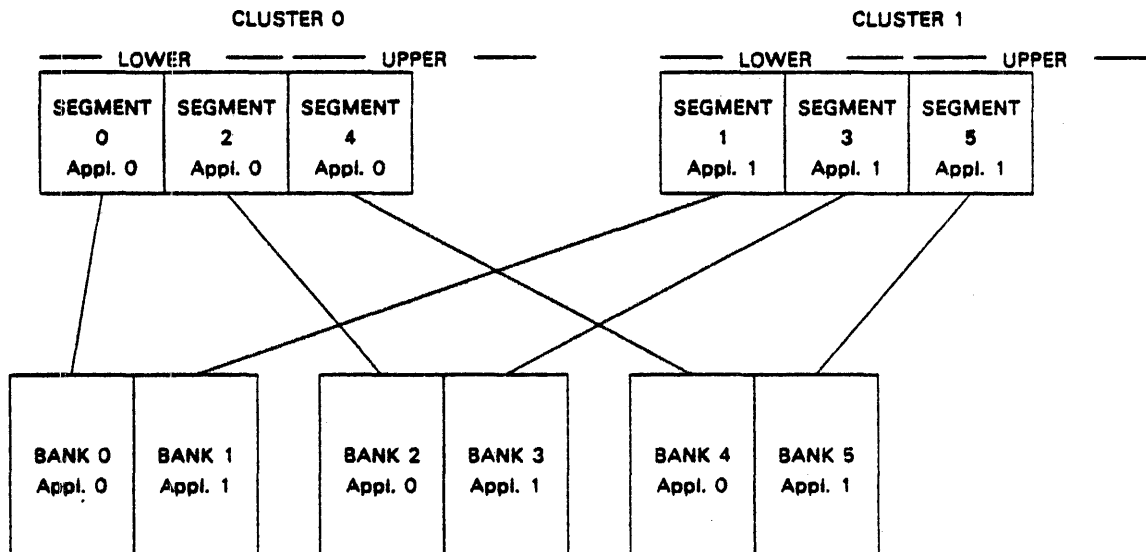 CLUSTER 0 CLUSTER 1
LOWER UPPER LOWER UPPER
SEGMENT SEGMENT SEGMENT SEGMENT SEGMENT SEGMENT
0 2 4 1 3 5
Appl. 0 Appl. 0 Appl. 0 Appl. 1 Appl. 1 Appl. 1
BANK 0 BANK 1 BANK 2 BANK 3 BANK 4 BANK 5
Appl. 0 Appl. 1 Appl. 0 Appl. 1 Appl. 0 Appl. 1